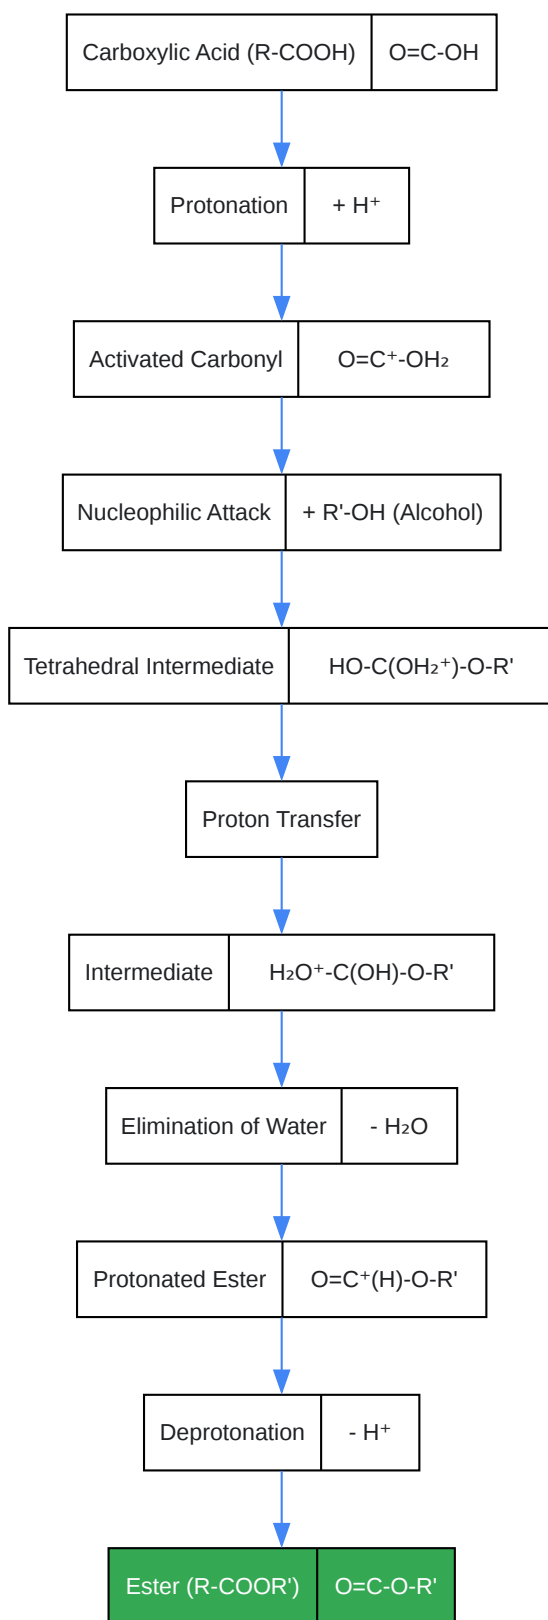 Carboxylic Acid (R-COOH) O=C-OH
Protonation + H⁺
Activated Carbonyl O=C⁺-OH₂
Nucleophilic Attack + R'-OH (Alcohol)
Tetrahedral Intermediate HO-C(OH₂⁺)-O-R'
Proton Transfer
Intermediate H₂O⁺-C(OH)-O-R'
Elimination of Water - H₂O
Protonated Ester O=C⁺(H)-O-R'
Deprotonation - H⁺
Ester (R-COOR') O=C-O-R'